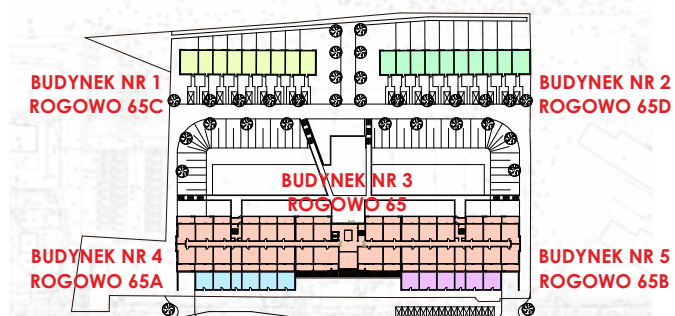 BUDYNEK NR 1
ROGOWO 65C
BUDYNEK NR 2
ROGOWO 65D
BUDYNEK NR 3
ROGOWO 65
BUDYNEK NR 4
ROGOWO 65A
BUDYNEK NR 5
ROGOWO 65B